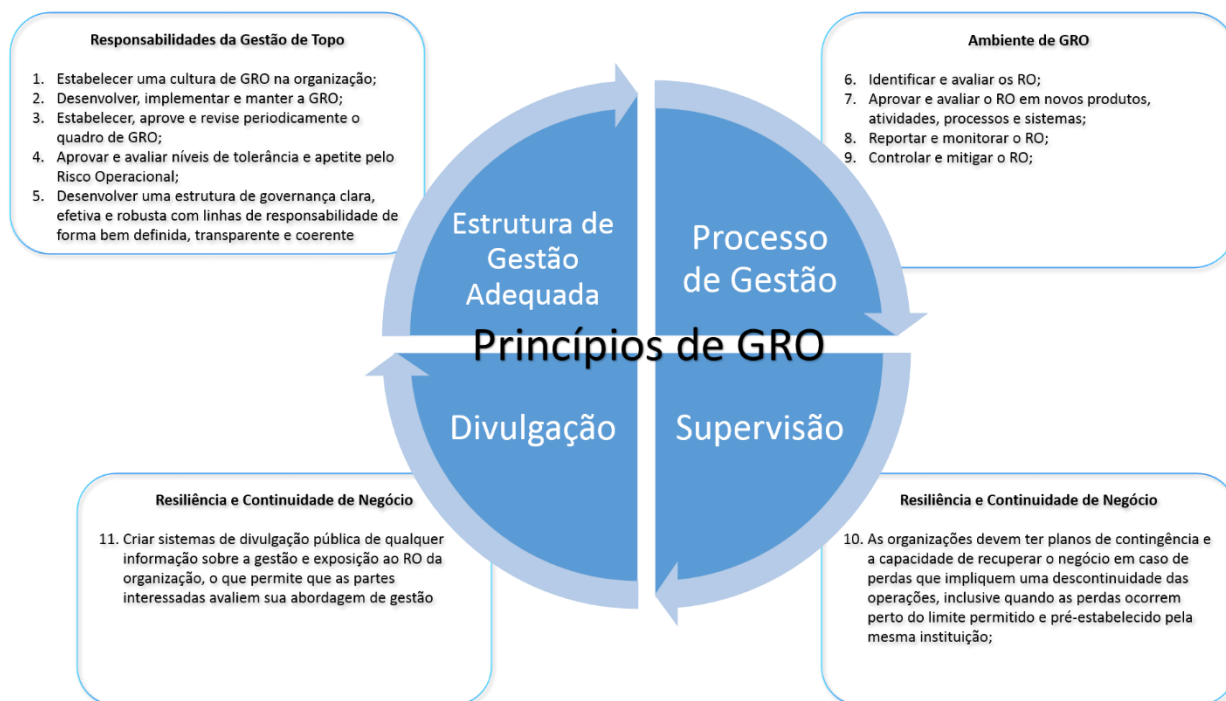 Responsabilidades da Gestão de Topo
1. Estabelecer uma cultura de GRO na organização;
2. Desenvolver, implementar e manter a GRO;
3. Estabelecer, aprove e revise periodicamente o
quadro de GRO;
4. Aprovar e avaliar níveis de tolerância e apetite pelo
Risco Operacional;
5. Desenvolver uma estrutura de governança clara,
efetiva e robusta com linhas de responsabilidade de
forma bem definida, transparente e coerente
Ambiente de GRO
6. Identificar e avaliar os RO;
7. Aprovar e avaliar o RO em novos produtos,
atividades, processos e sistemas;
8. Reportar e monitorar o RO;
9. Controlar e mitigar o RO;
Estrutura de
Gestão
Adequada
Processo
de Gestão
Princípios de GRO
Divulgação
Supervisão
Resiliência e Continuidade de Negócio
11. Criar sistemas de divulgação pública de qualquer
informação sobre a gestão e exposição ao RO da
organização, o que permite que as partes
interessadas avaliem sua abordagem de gestão
Resiliência e Continuidade de Negócio
10. As organizações devem ter planos de contingência e
a capacidade de recuperar o negócio em caso de
perdas que impliquem uma descontinuidade das
operações, inclusive quando as perdas ocorrem
perto do limite permitido e pré-estabelecido pela
mesma instituição;